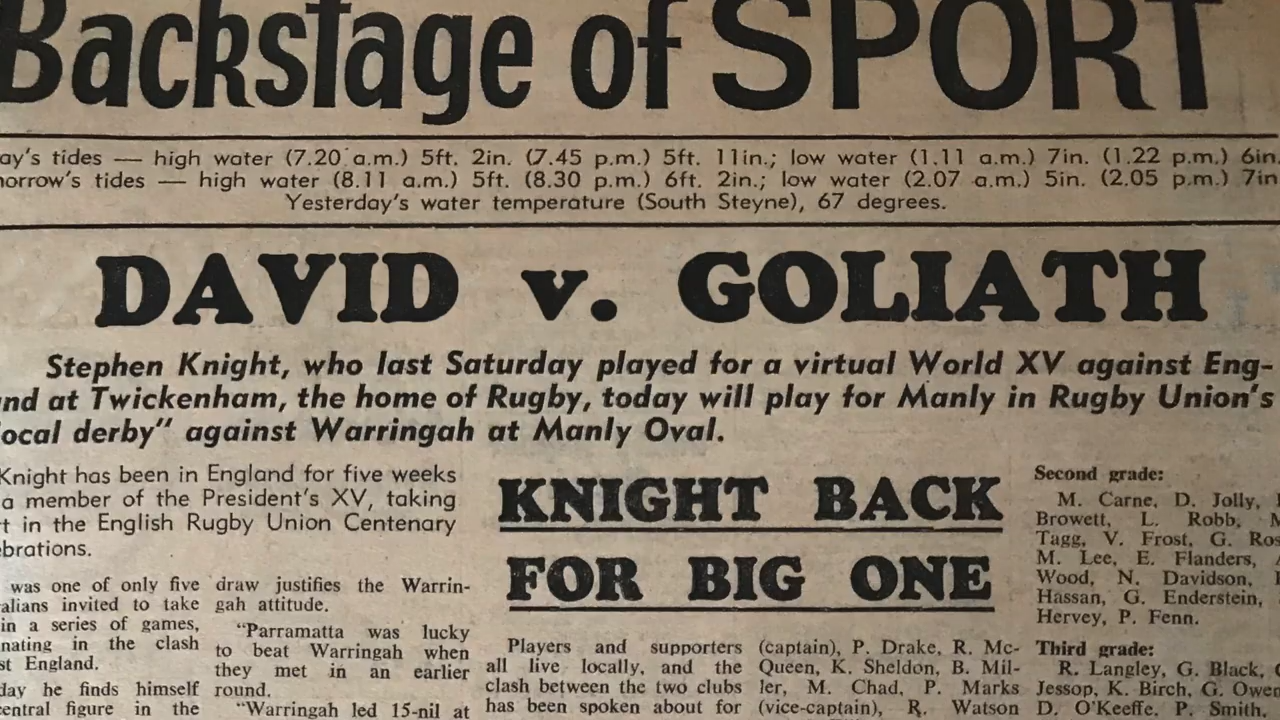 Backstage of SPORT
ay's tides — high water (7.20 a.m.) 5ft. 2in. (7.45 p.m.) 5ft. 11in.; low water (1.11 a.m.) 7in. (1.22 p.m.) 6in.
orrow's tides — high water (8.11 a.m.) 5ft. (8.30 p.m.) 6ft. 2in.; low water (2.07 a.m.) 5in. (2.05 p.m.) 7in
Yesterday's water temperature (South Steyne), 67 degrees.
DAVID v. GOLIATH
Stephen Knight, who last Saturday played for a virtual World XV against Eng-
nd at Twickenham, the home of Rugby, today will play for Manly in Rugby Union's
ocal derby" against Warringah at Manly Oval.
Knight has been in England for five weeks
a member of the President's XV, taking
t in the English Rugby Union Centenary
ebrations.
was one of only five
alians invited to take
in a series of games,
nating in the clash
st England.
day he finds himself
entral figure in the
draw justifies the Warrin-
gah attitude.
"Parramatta was lucky
to beat Warringah when
they met in an earlier
round.
"Warringah led 15-nil at
KNIGHT BACK
FOR BIG ONE
Players and supporters
all live locally, and the
clash between the two clubs
has been spoken about for
(captain), P. Drake, R. Mc-
Queen, K. Sheldon, B. Mil-
ler, M. Chad, P. Marks
(vice-captain), R. Watson
Second grade:
M. Carne, D. Jolly,
Browett, L. Robb, M
Tagg, V. Frost, G. Ros
M. Lee, E. Flanders,
Wood, N. Davidson,
Hassan, G. Enderstein,
Hervey, P. Fenn.
Third grade:
R. Langley, G. Black,
Jessop, K. Birch, G. Owen
D. O'Keeffe, P. Smith,